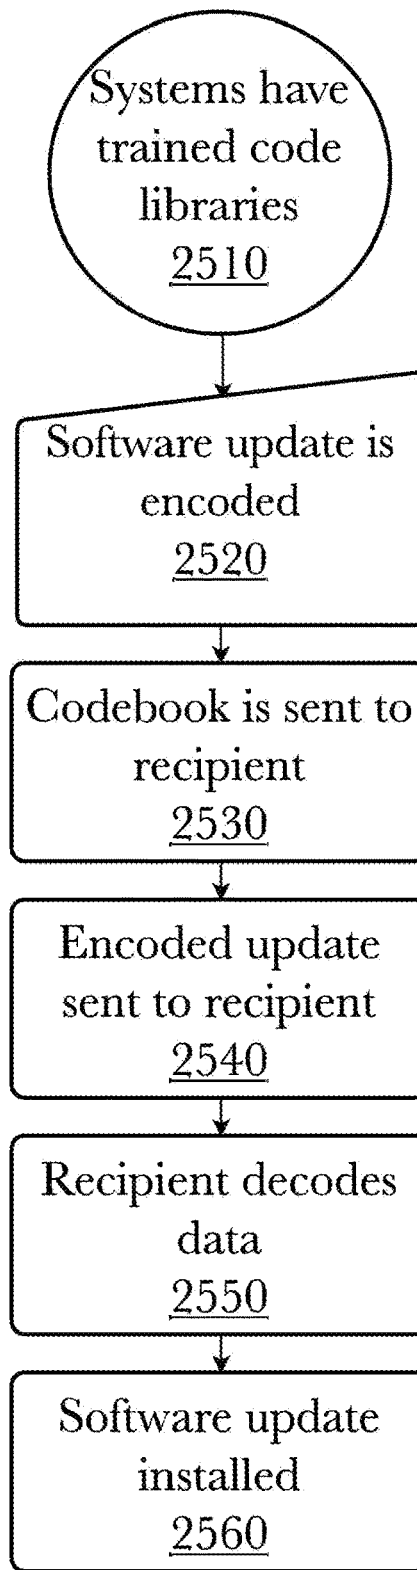 Systems have
trained code
libraries
2510
Software update is
encoded
2520
Codebook is sent to
recipient
2530
Encoded update
sent to recipient
2540
Recipient decodes
data
2550
Software update
installed
2560